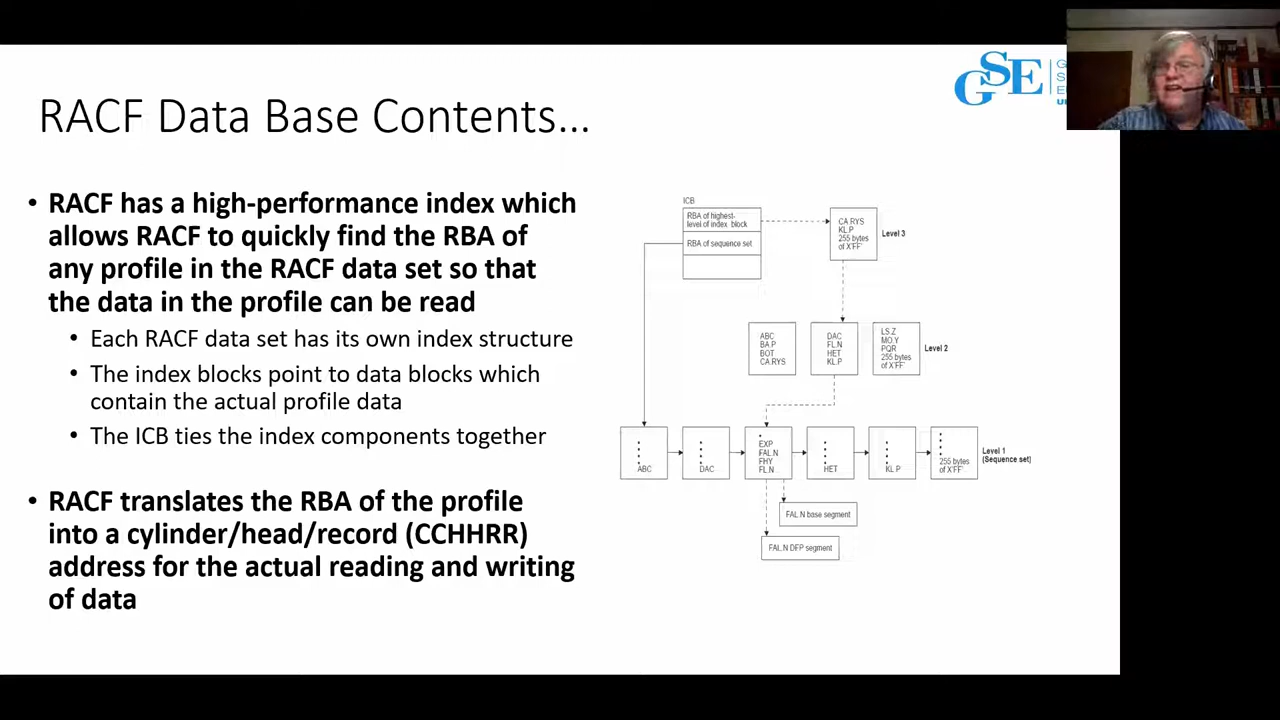 GSE
G
S
E
U
RACF Data Base Contents...
• RACF has a high-performance index which
allows RACF to quickly find the RBA of
any profile in the RACF data set so that
the data in the profile can be read
• Each RACF data set has its own index structure
• The index blocks point to data blocks which
contain the actual profile data
• The ICB ties the index components together
• RACF translates the RBA of the profile
into a cylinder/head/record (CCHHRR)
address for the actual reading and writing
of data
ICB
RBA of highest-
level of index block
RBA of sequence set
CA.RYS
KL.P
255 bytes
of X'FF'
Level 3
ABC
BA.P
BOT
CA.RYS
DAC
FL.N
HET
KL.P
LS.Z
MO.Y
PQR
255 bytes
of X'FF'
Level 2
ABC
DAC
EXP
FAL.N
FHY
FL.N
HET
KL.P
255 bytes
of X'FF'
Level 1
(Sequence set)
FAL.N base segment
FAL.N DFP segment